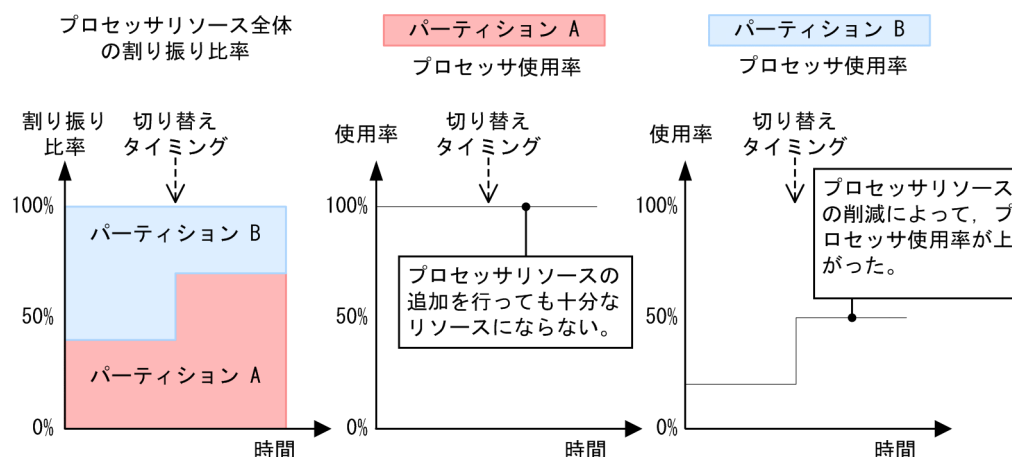 プロセッサリソース全体
の割り振り比率
割り振り
比率
切り替え
タイミング
100%
50%
0%
パーティション B
パーティション A
時間
パーティション A
プロセッサ使用率
使用率
切り替え
タイミング
100%
50%
0%
プロセッサリソースの
追加を行っても十分な
リソースにならない。
時間
パーティション B
プロセッサ使用率
使用率
切り替え
タイミング
100%
50%
0%
プロセッサリソース
の削減によって，プ
ロセッサ使用率が上
がった。
時間